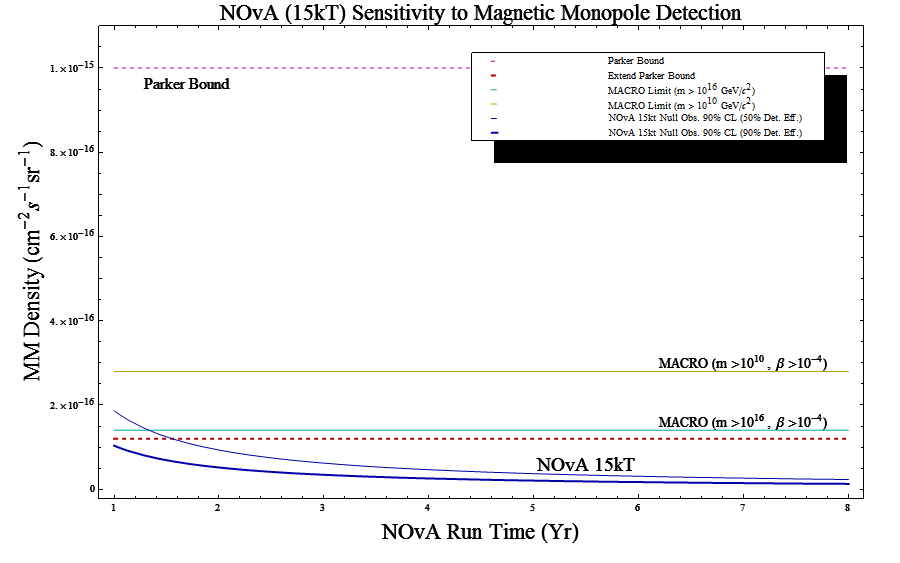 NOvA (15kT) Sensitivity to Magnetic Monopole Detection
Parker Bound
Extend Parker Bound
MACRO Limit (m > 10^16 GeV/c^2)
MACRO Limit (m > 10^10 GeV/c^2)
NOvA 15kt Null Obs. 90% CL (50% Det. Eff.)
NOvA 15kt Null Obs. 90% CL (90% Det. Eff.)
1.×10^−15
Parker Bound
8.×10^−16
6.×10^−16
4.×10^−16
2.×10^−16
0
MM Density (cm^−2 s^−1 sr^−1)
MACRO (m >10^10 , β >10^−4)
MACRO (m >10^16 , β >10^−4)
NOvA 15kT
1 2 3 4 5 6 7 8
NOvA Run Time (Yr)